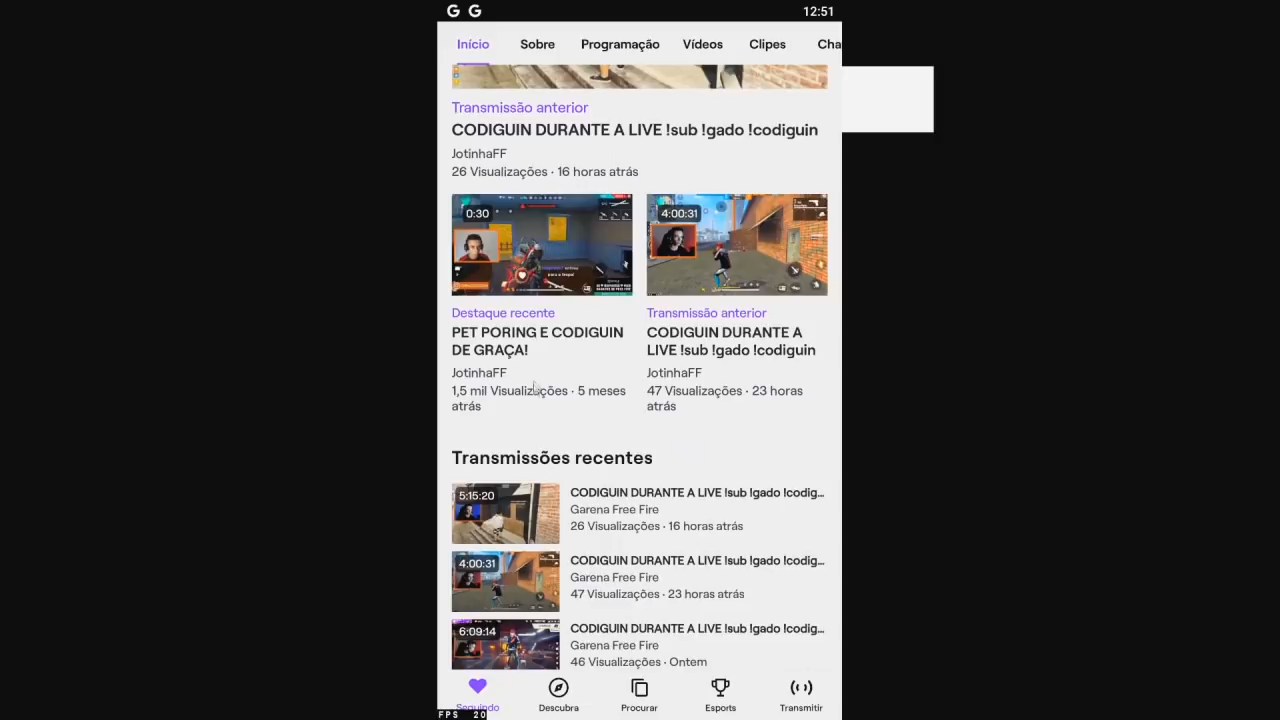 G G 12:51
Início Sobre Programação Vídeos Clipes Cha
Transmissão anterior
CODIGUIN DURANTE A LIVE !sub !gado !codiguin
JotinhaFF
26 Visualizações · 16 horas atrás
0:30
4:00:31
Destaque recente
PET PORING E CODIGUIN
DE GRAÇA!
JotinhaFF
1,5 mil Visualizações · 5 meses
atrás
Transmissão anterior
CODIGUIN DURANTE A
LIVE !sub !gado !codiguin
JotinhaFF
47 Visualizações · 23 horas
atrás
Transmissões recentes
5:15:20
CODIGUIN DURANTE A LIVE !sub !gado !codig...
Garena Free Fire
26 Visualizações · 16 horas atrás
4:00:31
CODIGUIN DURANTE A LIVE !sub !gado !codig...
Garena Free Fire
47 Visualizações · 23 horas atrás
6:09:14
CODIGUIN DURANTE A LIVE !sub !gado !codig...
Garena Free Fire
46 Visualizações · Ontem
Seguindo Descubra Procurar Esports Transmitir
FPS 20